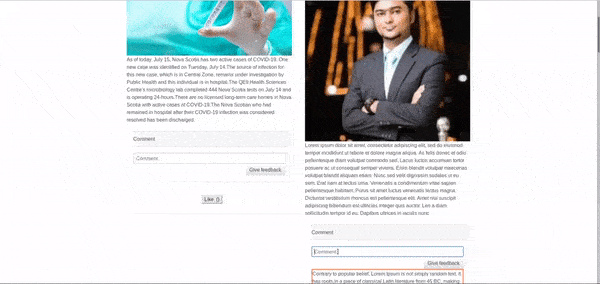 As of today, July 15, Nova Scotia has two active cases of COVID-19. One
new case was identified on Tuesday, July 14.The source of infection for
this new case, which is in Central Zone, remains under investigation by
Public Health and this individual is in hospital.The QEII Health Sciences
Centre's microbiology lab completed 444 Nova Scotia tests on July 14 and
is operating 24-hours.There are no licensed long-term care homes in Nova
Scotia with active cases of COVID-19.The Nova Scotian who had
remained in hospital after their COVID-19 infection was considered
resolved has been discharged.
Comment
Comment
Give feedback.
Like ()
Lorem ipsum dolor sit amet, consectetur adipiscing elit, sed do eiusmod
tempor incididunt ut labore et dolore magna aliqua. Ac felis donec et odio
pellentesque diam volutpat commodo sed. Lacus luctus accumsan tortor
posuere ac ut consequat semper viverra. Enim blandit volutpat maecenas
volutpat blandit aliquam etiam. Nunc sed velit dignissim sodales ut eu
sem. Erat nam at lectus urna. Venenatis a condimentum vitae sapien
pellentesque habitant. Purus sit amet luctus venenatis lectus magna.
Dictumst vestibulum rhoncus est pellentesque elit. Amet nisl suscipit
adipiscing bibendum est ultricies integer quis auctor. Leo a diam
sollicitudin tempor id eu. Dapibus ultrices in iaculis nunc
Comment
Comment
Give feedback.
Contrary to popular belief, Lorem Ipsum is not simply random text. It
has roots in a piece of classical Latin literature from 45 BC, making